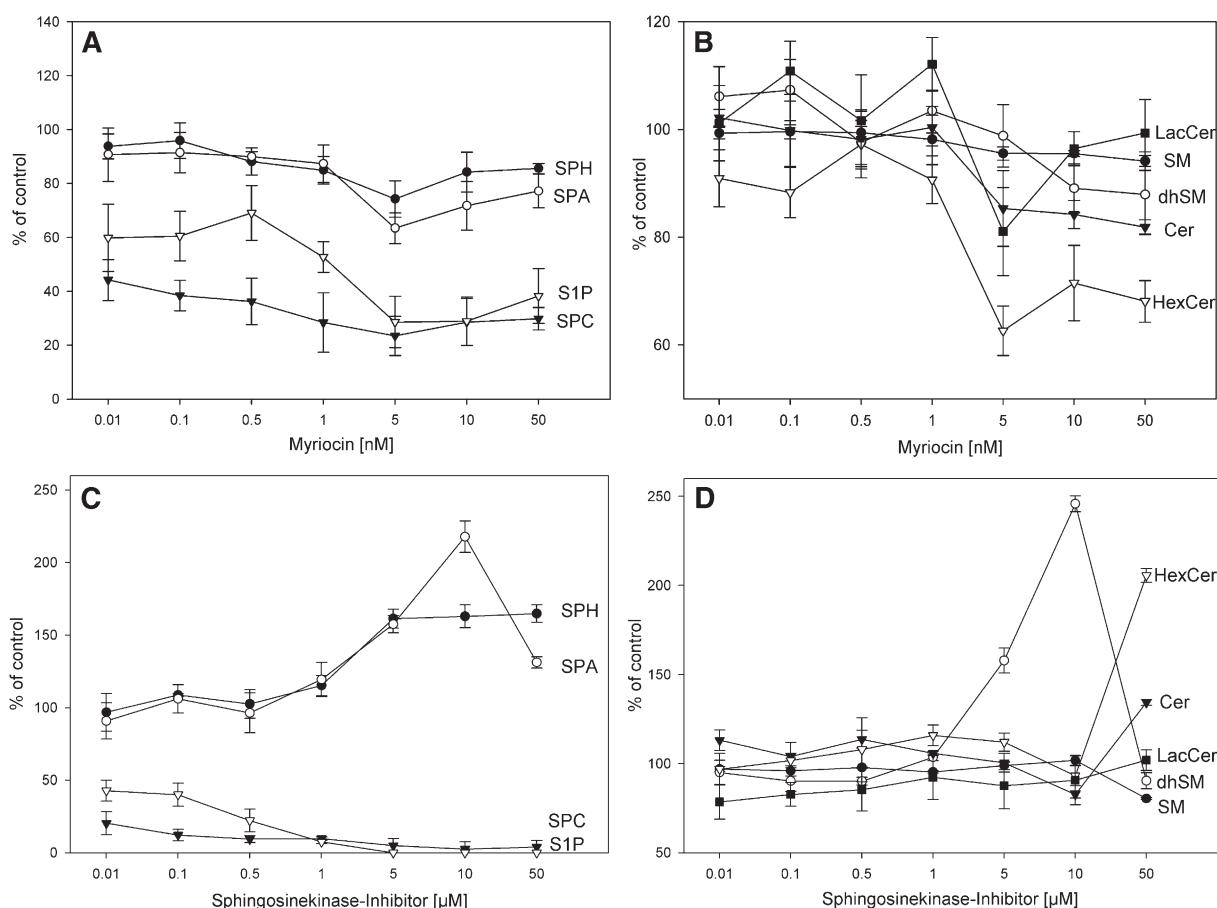 A
% of control
140
120
100
80
60
40
20
0
SPH
SPA
S1P
SPC
0.01 0.1 0.5 1 5 10 50
Myriocin [nM]
B
% of control
120
100
80
60
LacCer
SM
dhSM
Cer
HexCer
0.01 0.1 0.5 1 5 10 50
Myriocin [nM]
C
% of control
250
200
150
100
50
0
SPH
SPA
SPC
S1P
0.01 0.1 0.5 1 5 10 50
Sphingosinekinase-Inhibitor [µM]
D
% of control
250
200
150
100
50
HexCer
Cer
LacCer
dhSM
SM
0.01 0.1 0.5 1 5 10 50
Sphingosinekinase-Inhibitor [µM]